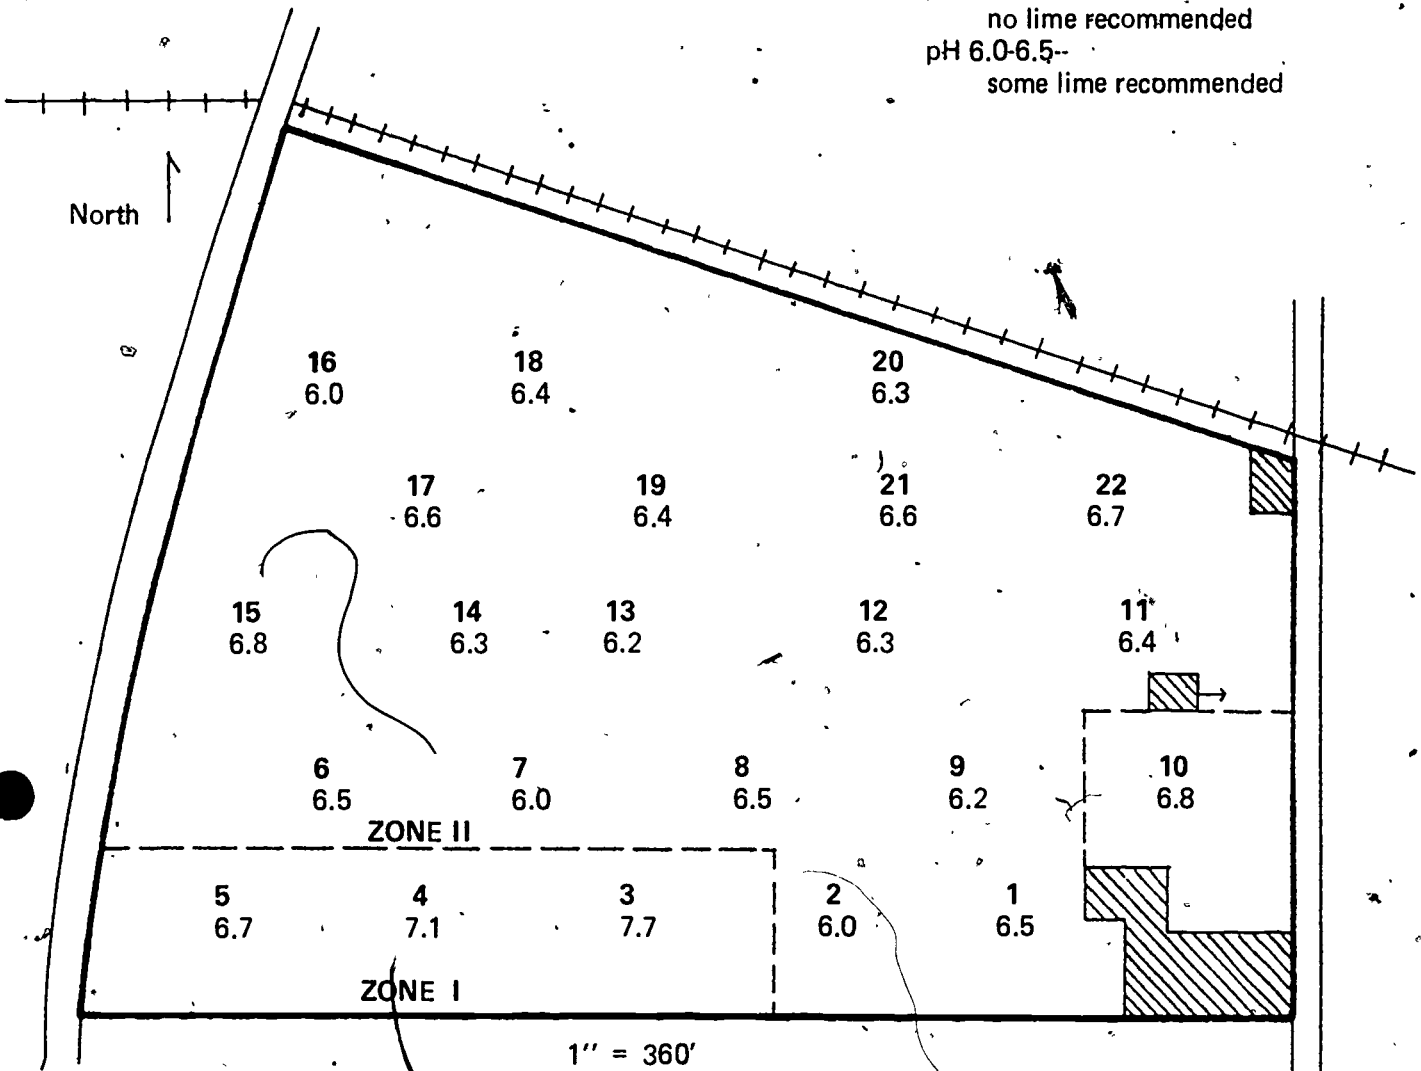 no lime recommended
pH 6.0-6.5--
some lime recommended
North
16 18 20
6.0 6.4 6.3
17 19 21 22
6.6 6.4 6.6 6.7
15 14 13 12 11
6.8 6.3 6.2 6.3 6.4
6 7 8 9 10
6.5 6.0 6.5 6.2 6.8
ZONE II
5 4 3 2 1
6.7 7.1 7.7 6.0 6.5
ZONE I
1'' = 360'